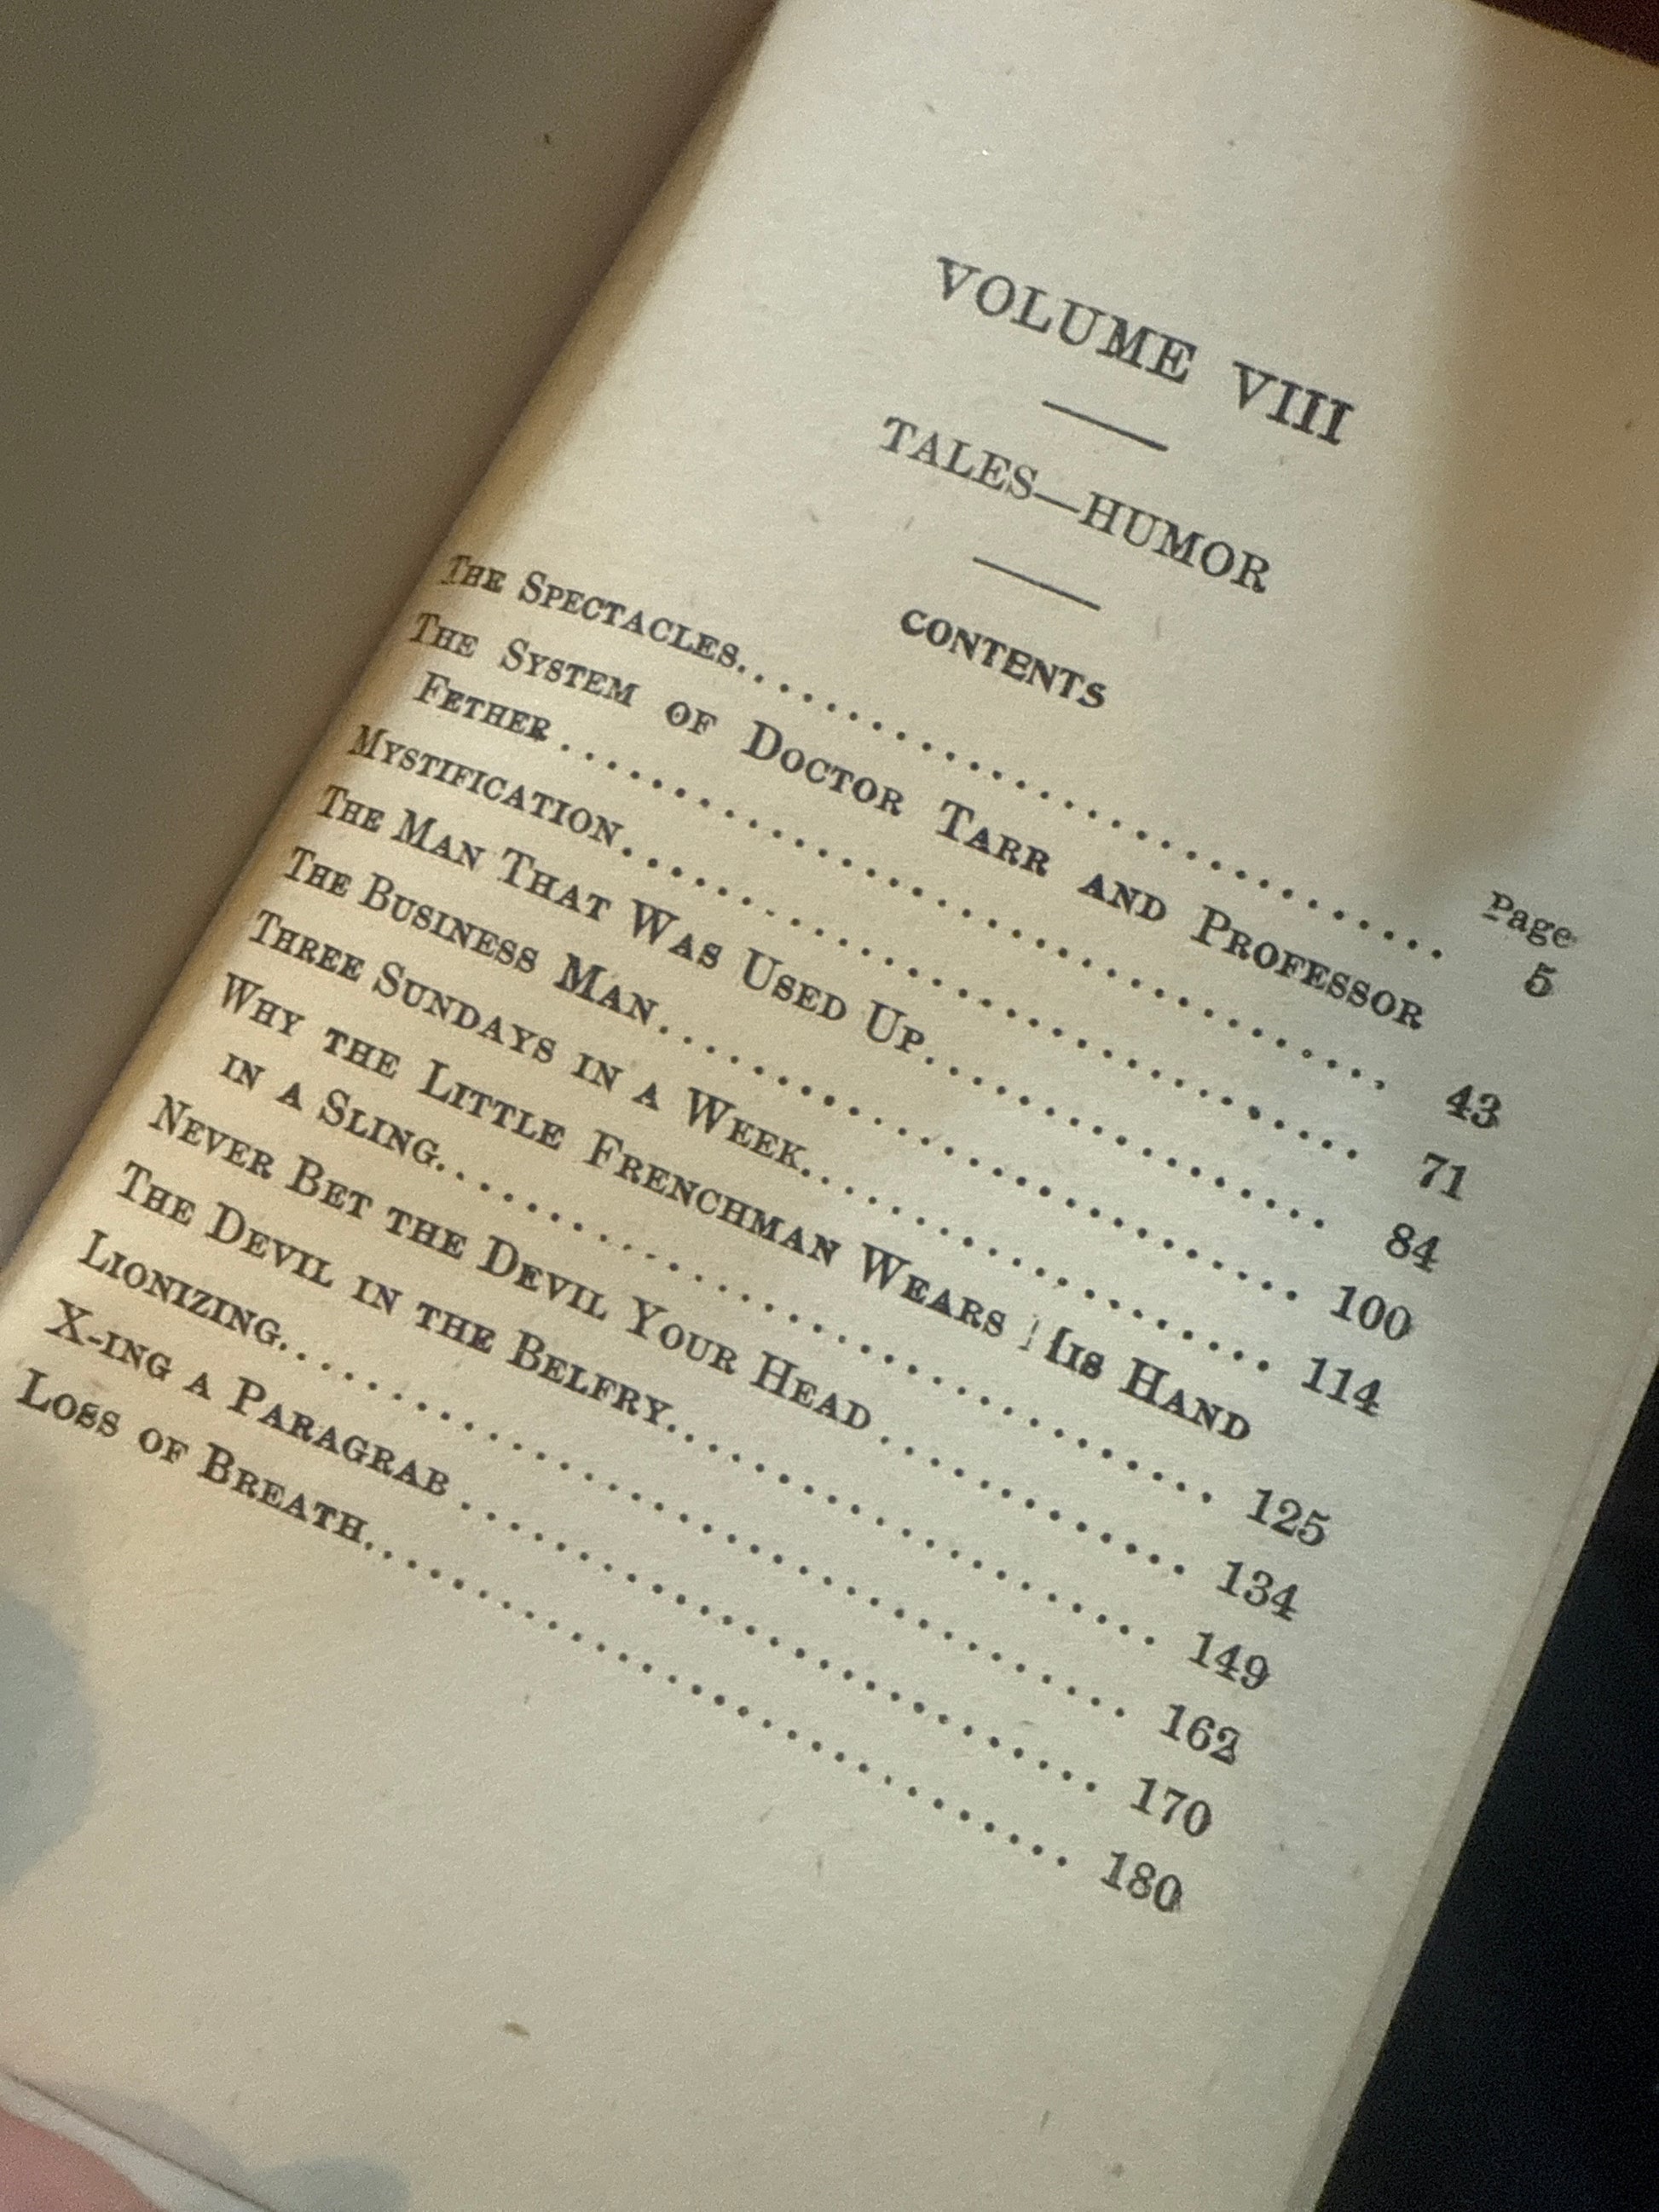 VOLUME VIII
TALES—HUMOR
CONTENTS
Page
The Spectacles........................................ 5
The System of Doctor Tarr and Professor
Fether........................................ 43
Mystification........................................ 71
The Man That Was Used Up.................... 84
The Business Man.............................. 100
Three Sundays in a Week....................... 114
Why the Little Frenchman Wears His Hand
in a Sling...................................... 125
Never Bet the Devil Your Head................ 134
The Devil in the Belfry......................... 149
Lionizing........................................ 162
X-ing a Paragrab............................... 170
Loss of Breath.................................. 180